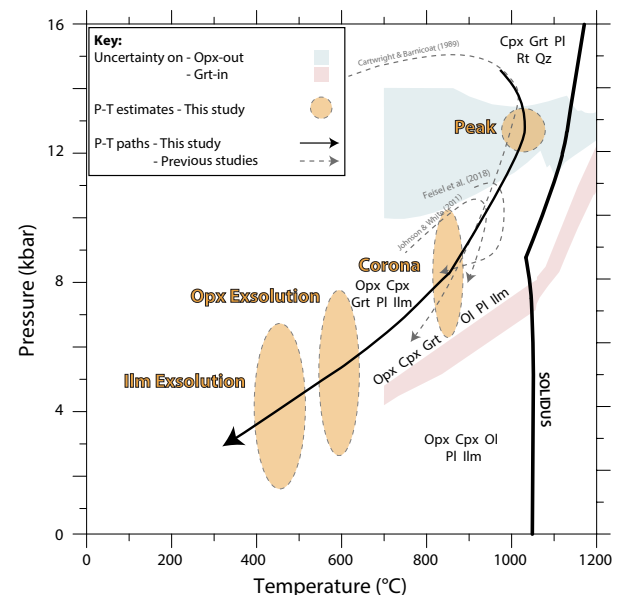 Key:
Uncertainty on - Opx-out
- Grt-in
P-T estimates - This study
P-T paths - This study
- Previous studies
Cartwright & Barnicoat (1989)
Cpx Grt Pl
Rt Qz
Peak
Feisel et al. (2018)
Johnson & White (2011)
Corona
Opx Cpx
Grt Pl Ilm
Opx Exsolution
Opx Cpx Grt Ol Pl Ilm
Ilm Exsolution
SOLIDUS
Opx Cpx Ol
Pl Ilm
16
12
8
4
0
Pressure (kbar)
0 200 400 600 800 1000 1200
Temperature (°C)